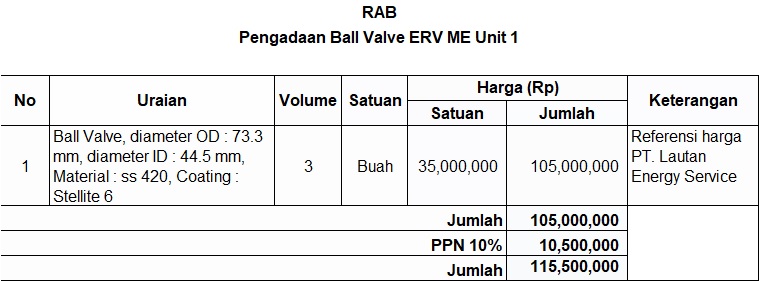 RAB
Pengadaan Ball Valve ERV ME Unit 1
No Uraian Volume Satuan Harga (Rp) Keterangan
Satuan Jumlah
1 Ball Valve, diameter OD : 73.3 mm, diameter ID : 44.5 mm, Material : ss 420, Coating : Stellite 6 3 Buah 35,000,000 105,000,000 Referensi harga PT. Lautan Energy Service
Jumlah 105,000,000
PPN 10% 10,500,000
Jumlah 115,500,000